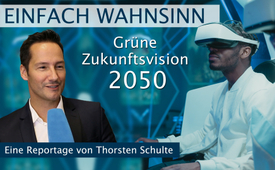 EINFACH WAHNSINN
Grüne
Zukunftsvision
2050
Eine Reportage von Thorsten Schulte